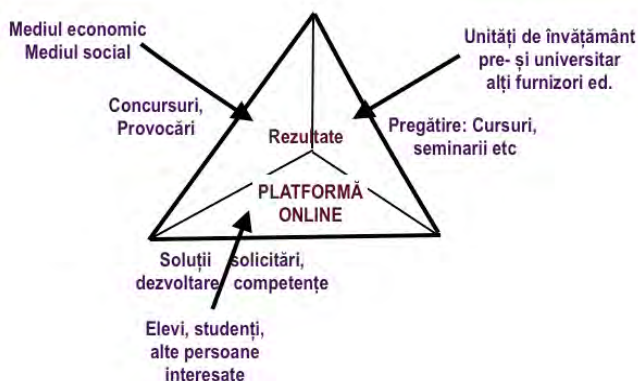 Mediul economic
Mediul social
Unități de învățământ
pre- și universitar
alți furnizori ed.
Concursuri,
Provocări
Pregătire: Cursuri,
seminarii etc
Rezultate
PLATFORMĂ
ONLINE
Soluții solicitări,
dezvoltare competențe
Elevi, studenți,
alte persoane
interesate